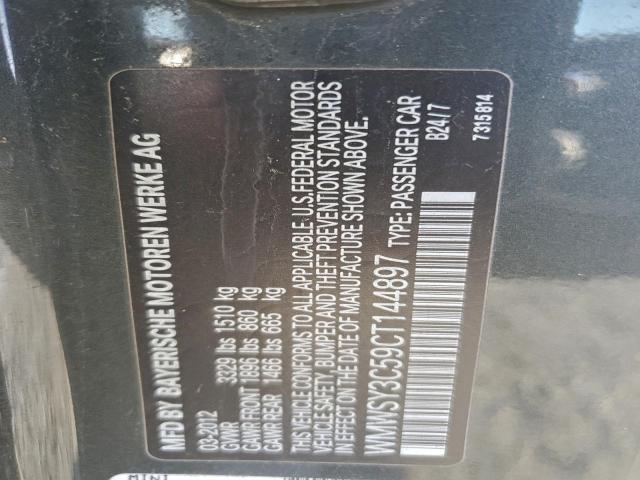 MFD BY BAYERISCHE MOTOREN WERKE AG
03-2012
GVWR 3329 lbs 1510 kg
GAWR FRONT 1896 lbs 860 kg
GAWR REAR 1466 lbs 665 kg
THIS VEHICLE CONFORMS TO ALL APPLICABLE U.S.FEDERAL MOTOR
VEHICLE SAFETY, BUMPER AND THEFT PREVENTION STANDARDS
IN EFFECT ON THE DATE OF MANUFACTURE SHOWN ABOVE.
WMWSY3C59CT144897 TYPE: PASSENGER CAR
B24/7
7315814